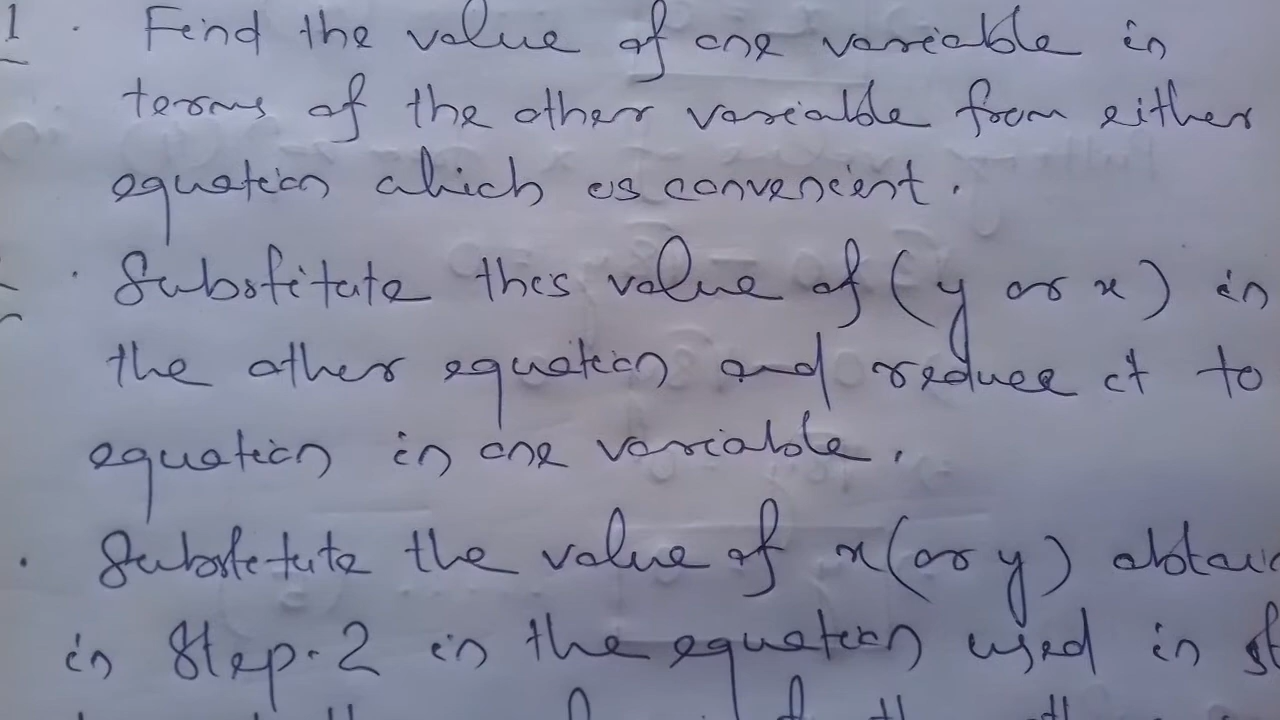 1. Find the value of one variable in
terms of the other variable from either
equation which is convenient.
. Substitute this value of (y or x) in
the other equation and reduce it to
equation in one variable.
. Substitute the value of x (or y)
in Step-2 in the equation used in